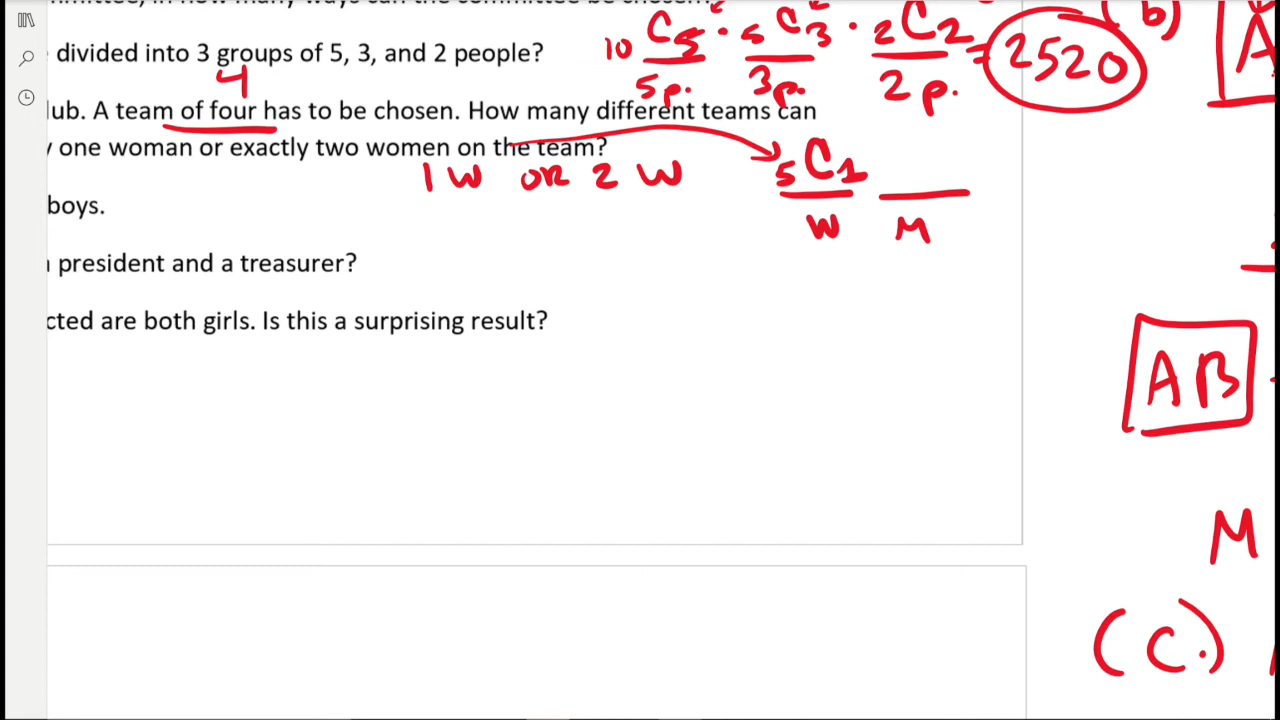 divided into 3 groups of 5, 3, and 2 people?
10C5 · 5C3 · 2C2 = 2520
5p. 3p. 2p.
(b)
4
lub. A team of four has to be chosen. How many different teams can
one woman or exactly two women on the team?
1W OR 2W
5C1
W M
boys.
president and a treasurer?
cted are both girls. Is this a surprising result?
AB
M
(c.)